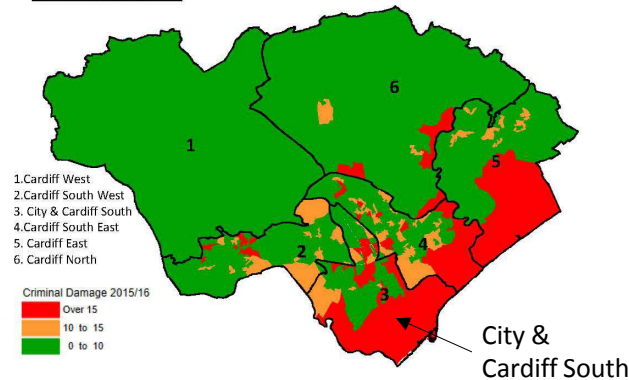 6
1
5
1.Cardiff West
2.Cardiff South West
3. City & Cardiff South
4.Cardiff South East
5. Cardiff East
6. Cardiff North
2
4
3
Criminal Damage 2015/16
Over 15
10 to 15
0 to 10
City &
Cardiff South